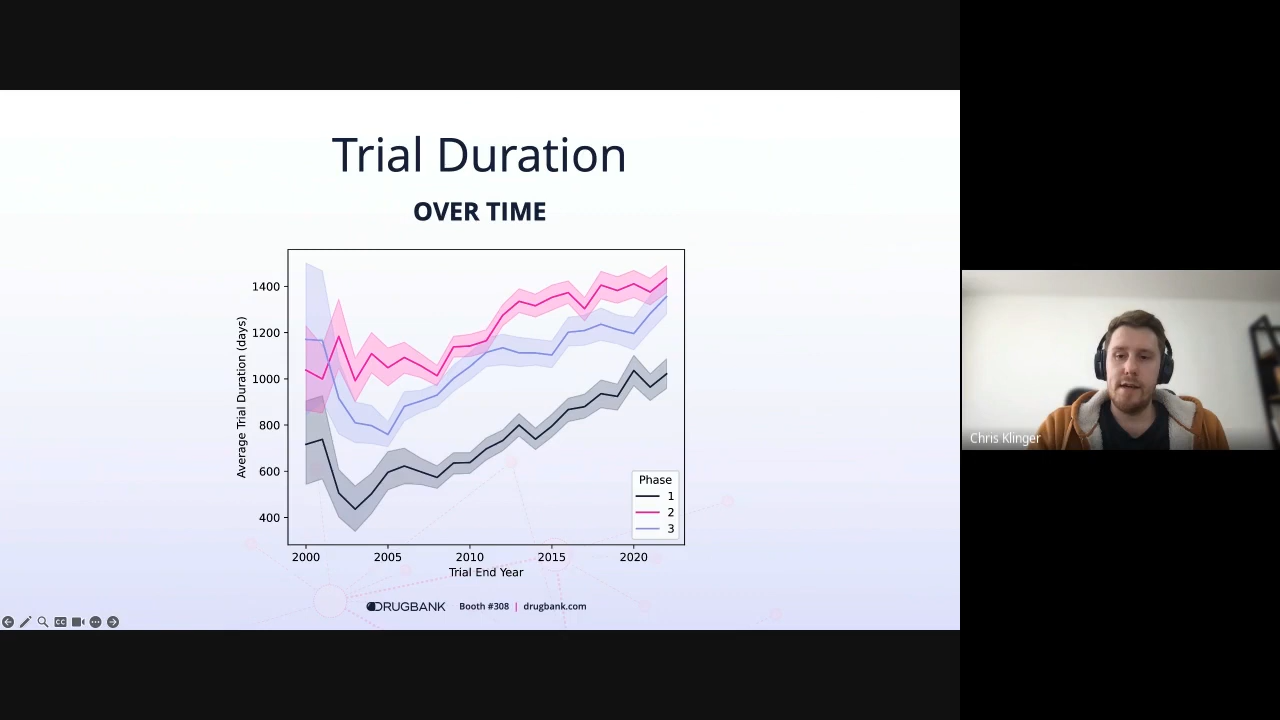 Trial Duration
OVER TIME
Average Trial Duration (days)
1400
1200
1000
800
600
400
2000 2005 2010 2015 2020
Trial End Year
Phase
1
2
3
DRUGBANK Booth #308 | drugbank.com
CC
Chris Klinger